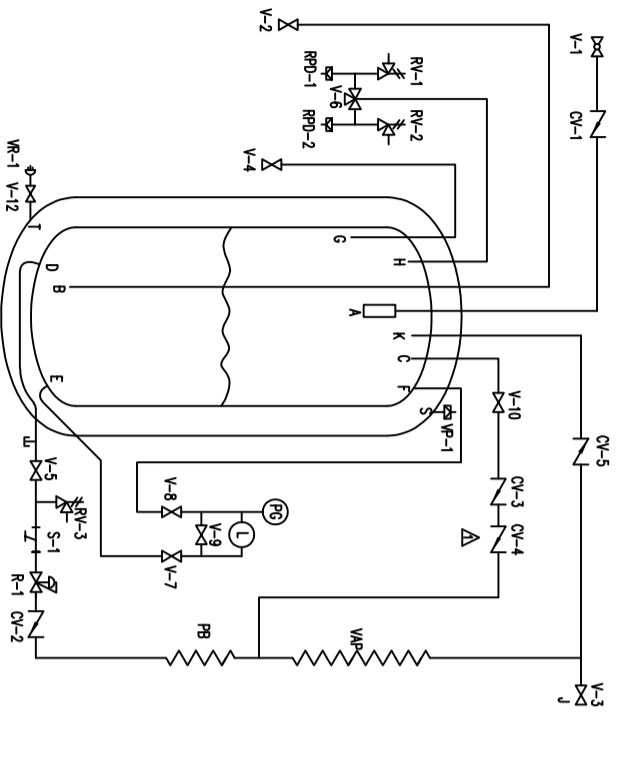 V-1
CV-1
V-2
RV-1
RPD-1
V-6
RV-2
RPD-2
V-4
VR-1
V-12
T
G
H
D
B
A
K
C
E
F
S
VP-1
V-10
CV-5
V-5
V-8
PG
CV-3
RV-3
V-9
L
CV-4
1
S-1
V-7
R-1
CV-2
PB
VAP
V-3
J